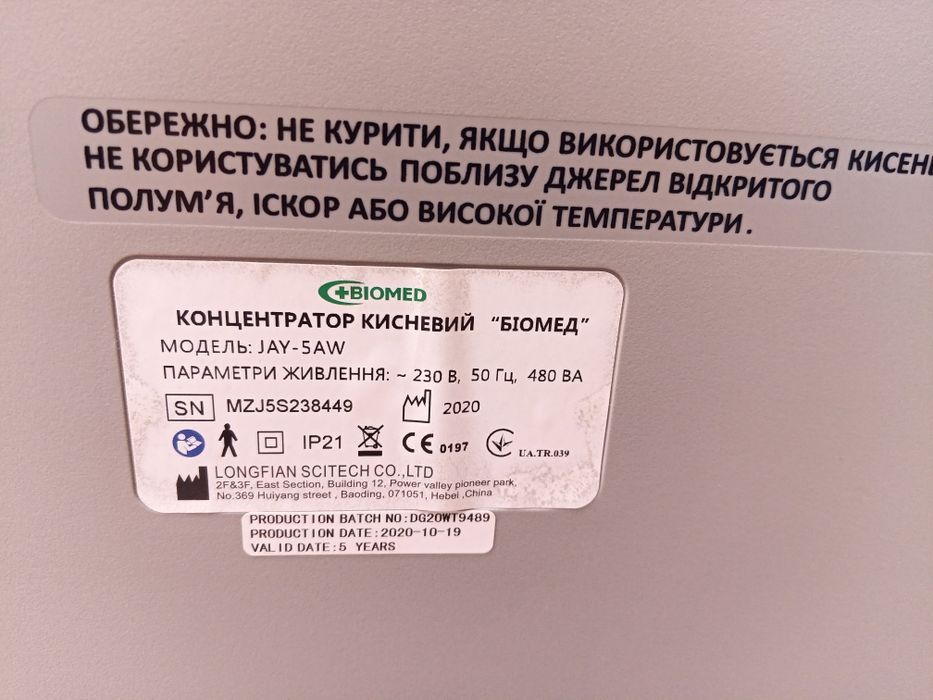 ОБЕРЕЖНО: НЕ КУРИТИ, ЯКЩО ВИКОРИСТОВУЄТЬСЯ КИСЕНЬ
НЕ КОРИСТУВАТИСЬ ПОБЛИЗУ ДЖЕРЕЛ ВІДКРИТОГО
ПОЛУМ’Я, ІСКОР АБО ВИСОКОЇ ТЕМПЕРАТУРИ.
BIOMED
КОНЦЕНТРАТОР КИСНЕВИЙ “БІОМЕД”
МОДЕЛЬ: JAY-5AW
ПАРАМЕТРИ ЖИВЛЕННЯ: ~ 230 В, 50 Гц, 480 ВА
SN MZJ5S238449 2020
IP21 CE 0197 UA.TR.039
LONGFIAN SCITECH CO.,LTD
2F&3F, East Section, Building 12, Power valley pioneer park,
No.369 Huiyang street , Baoding, 071051, Hebei ,China
PRODUCTION BATCH NO:DG20WT9489
PRODUCTION DATE:2020-10-19
VALID DATE:5 YEARS